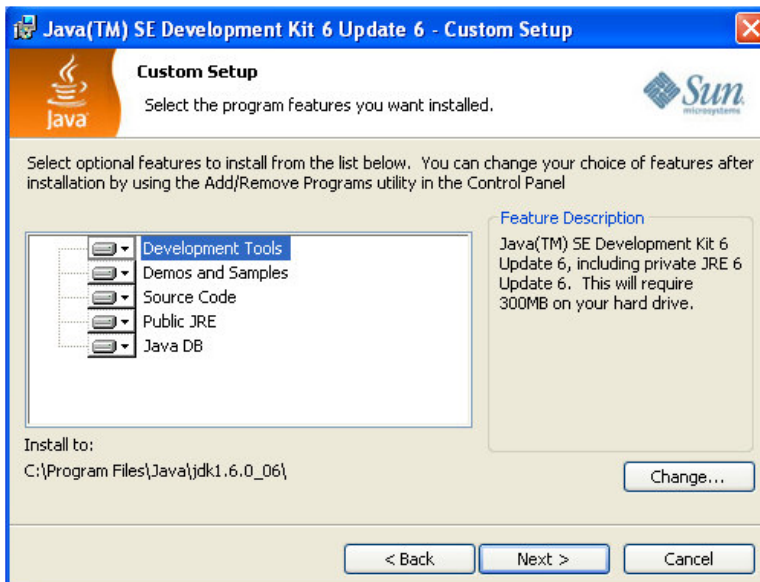 Java(TM) SE Development Kit 6 Update 6 - Custom Setup
Custom Setup
Select the program features you want installed.
Java
Sun
microsystems
Select optional features to install from the list below.  You can change your choice of features after
installation by using the Add/Remove Programs utility in the Control Panel
Development Tools
Demos and Samples
Source Code
Public JRE
Java DB
Feature Description
Java(TM) SE Development Kit 6
Update 6, including private JRE 6
Update 6.  This will require
300MB on your hard drive.
Install to:
C:\Program Files\Java\jdk1.6.0_06\
Change...
< Back
Next >
Cancel